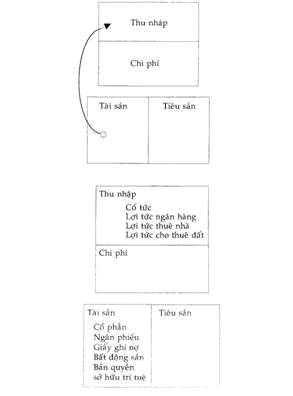 Thu nhập
Chi phí
Tài sản
Tiêu sản
Thu nhập
Cổ tức
Lợi tức ngân hàng
Lợi tức thuê nhà
Lợi tức cho thuê đất
Chi phí
Tài sản
Tiêu sản
Cổ phần
Ngân phiếu
Giấy ghi nợ
Bất động sản
Bản quyền
sở hữu trí tuệ